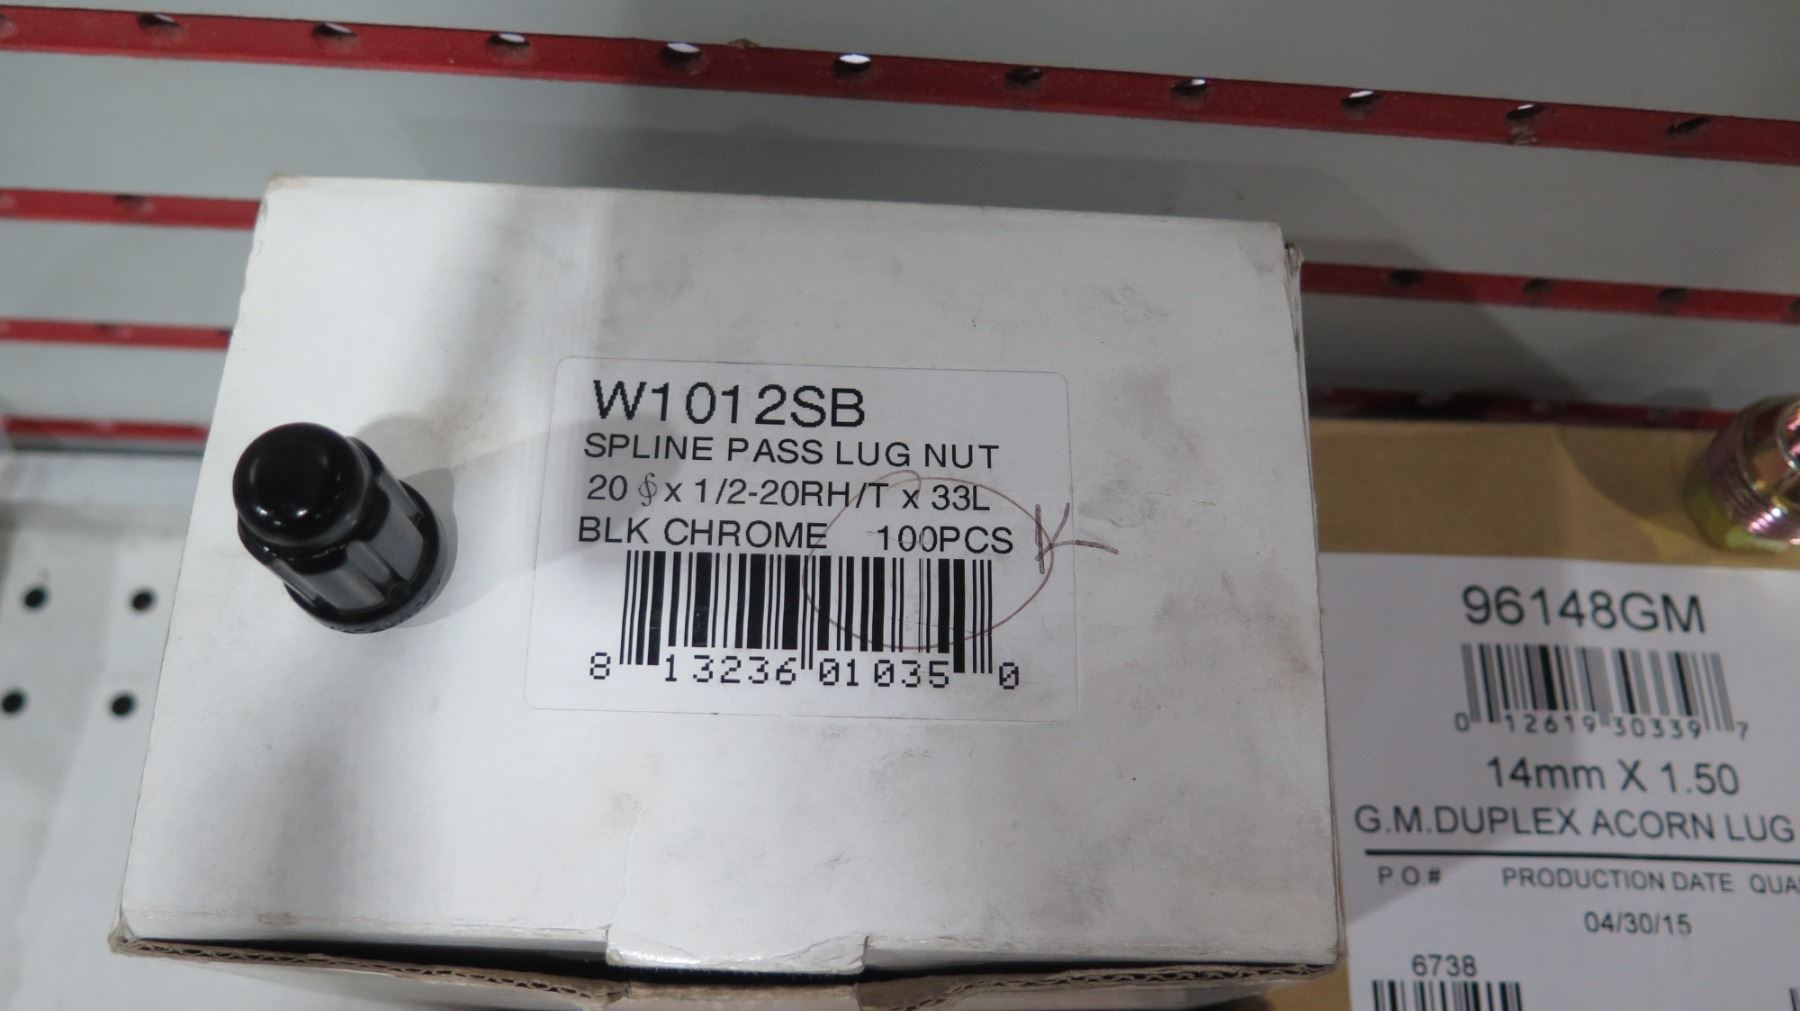 W1012SB
SPLINE PASS LUG NUT
20 ∮ x 1/2-20RH/T x 33L
BLK CHROME 100PCS
K
8 13236 01035 0
96148GM
0 12619 30339 7
14mm X 1.50
G.M.DUPLEX ACORN LUG
P.O.# PRODUCTION DATE QUA
04/30/15
6738